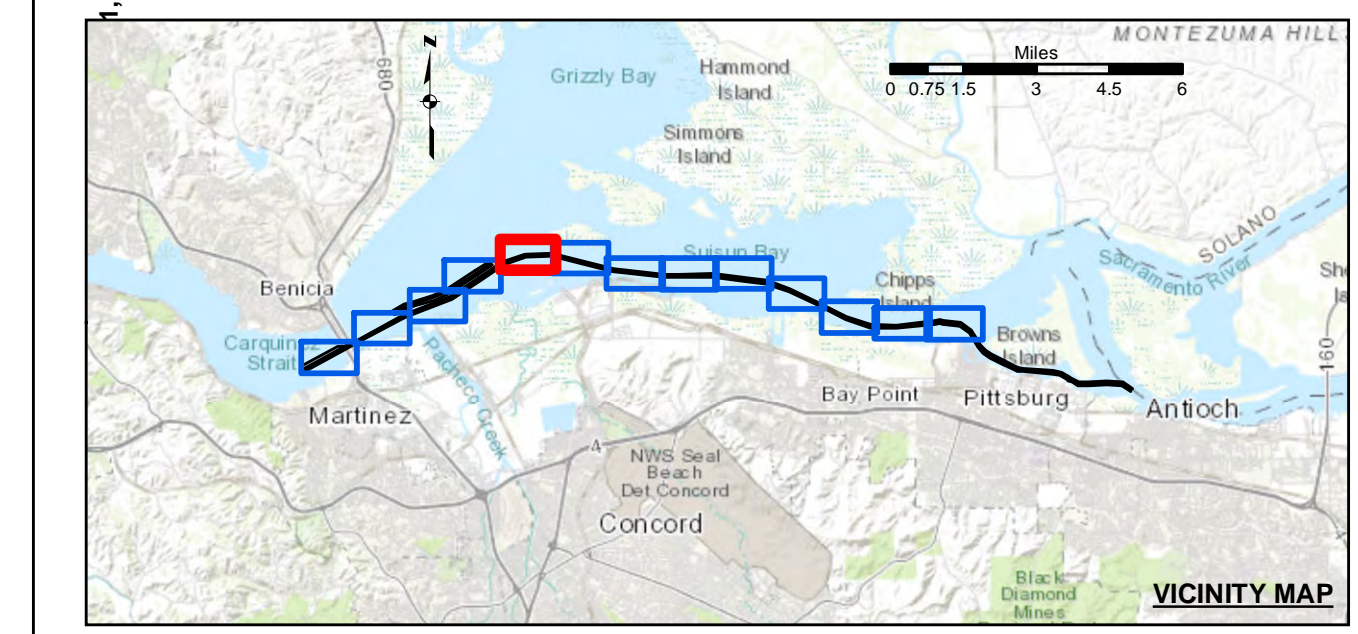 MONTEZUMA HILL
N
Miles
0 0.75 1.5 3 4.5 6
680
Grizzly Bay
Hammond
Island
Simmons
Island
SOLANO
Suisun Bay
Sacramento River
Benicia
Chipps
Island
Carquinez
Strait
Browns
Island
160
Pacheco Creek
Martinez
Bay Point
Pittsburg
Antioch
4
NWS Seal
Beach
Det Concord
Concord
Black
Diamond
Mines
VICINITY MAP